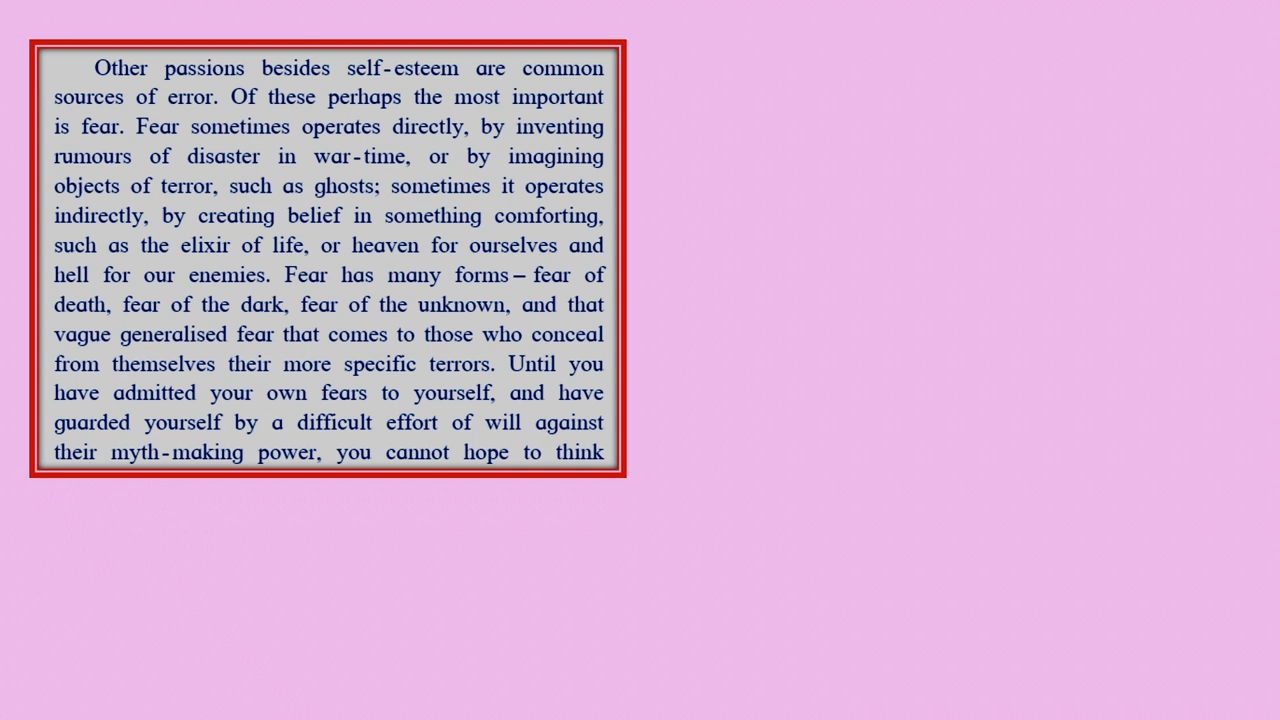 Other passions besides self-esteem are common
sources of error. Of these perhaps the most important
is fear. Fear sometimes operates directly, by inventing
rumours of disaster in war-time, or by imagining
objects of terror, such as ghosts; sometimes it operates
indirectly, by creating belief in something comforting,
such as the elixir of life, or heaven for ourselves and
hell for our enemies. Fear has many forms – fear of
death, fear of the dark, fear of the unknown, and that
vague generalised fear that comes to those who conceal
from themselves their more specific terrors. Until you
have admitted your own fears to yourself, and have
guarded yourself by a difficult effort of will against
their myth-making power, you cannot hope to think